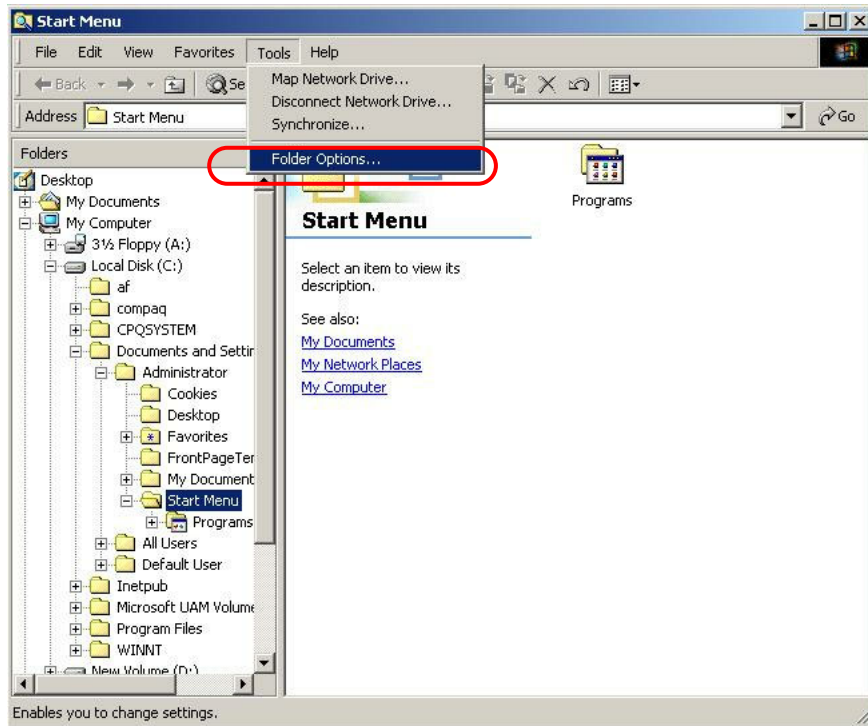 Start Menu
File Edit View Favorites Tools Help
Back Se
Map Network Drive...
Disconnect Network Drive...
Synchronize...
Folder Options...
Address Start Menu Go
Folders
Desktop
My Documents
My Computer
3½ Floppy (A:)
Local Disk (C:)
af
compaq
CPQSYSTEM
Documents and Settir
Administrator
Cookies
Desktop
Favorites
FrontPageTer
My Document
Start Menu
Programs
All Users
Default User
Inetpub
Microsoft UAM Volume
Program Files
WINNT
New Volume (D:)
Start Menu
Select an item to view its
description.
See also:
My Documents
My Network Places
My Computer
Programs
Enables you to change settings.